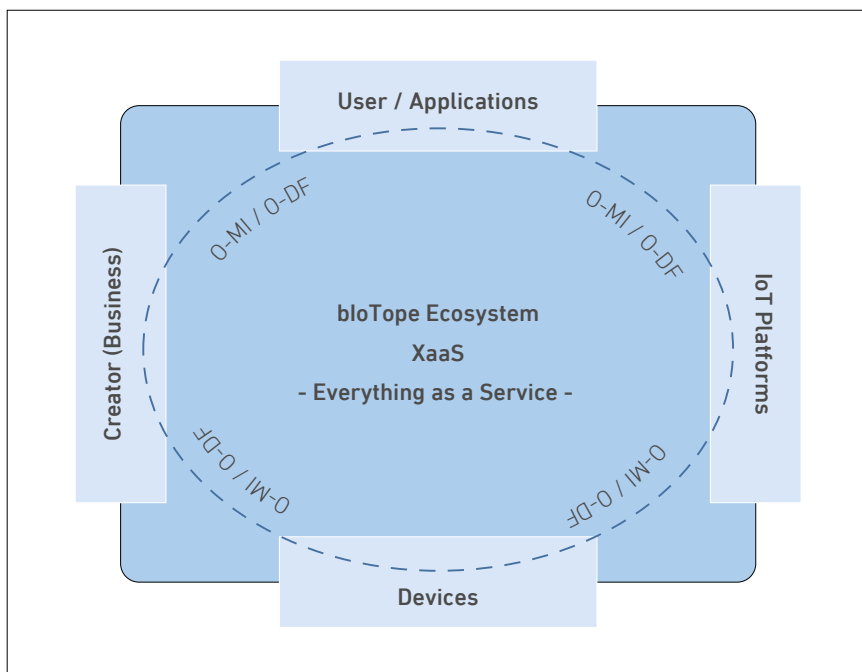 User / Applications
O-MI / O-DF
O-MI / O-DF
Creator (Business)
bIoTope Ecosystem
XaaS
- Everything as a Service -
IoT Platforms
O-MI / O-DF
O-MI / O-DF
Devices